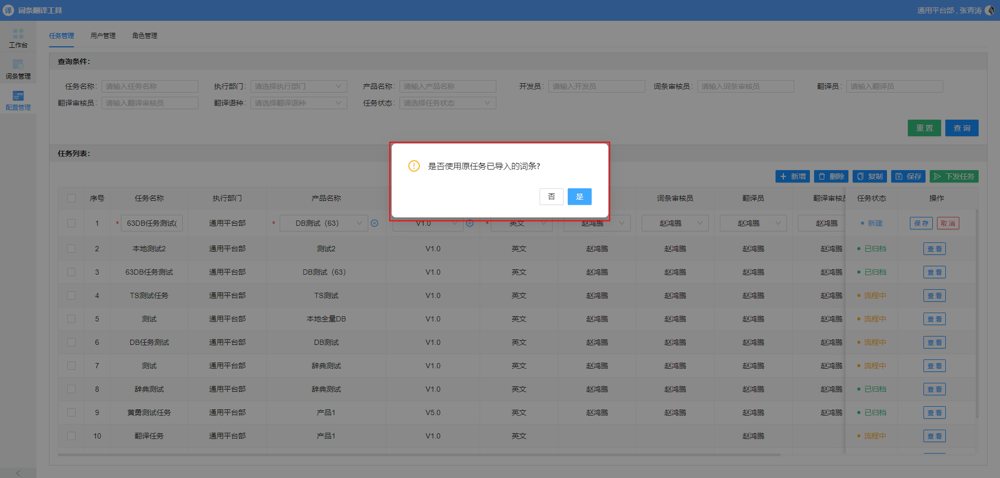 译 词条翻译工具
通用平台部 , 张青涛
工作台
词条管理
配置管理
任务管理 用户管理 角色管理
查询条件：
任务名称： 请输入任务名称 执行部门： 请选择执行部门 产品名称： 请输入产品名称 开发员： 请输入开发员 词条审核员： 请输入词条审核员 翻译员： 请输入翻译员
翻译审核员： 请输入翻译审核员 翻译语种： 请选择翻译语种 任务状态： 请选择任务状态
重 置 查 询
任务列表：
是否使用原任务已导入的词条?
否 是
新增 删除 复制 保存 下发任务
序号 任务名称 执行部门 产品名称 词条审核员 翻译员 翻译审核员 任务状态 操作
1 * 63DB任务测试( 通用平台部 * DB测试（63） V1.0 * 英文 赵鸿鹏 赵鸿鹏 赵鸿鹏 赵鸿鹏 新建 保 存 取 消
2 本地测试2 通用平台部 测试2 V1.0 英文 赵鸿鹏 赵鸿鹏 赵鸿鹏 赵鸿鹏 已归档 查 看
3 63DB任务测试 通用平台部 DB测试（63） V1.0 英文 赵鸿鹏 赵鸿鹏 赵鸿鹏 赵鸿鹏 已归档 查 看
4 TS测试任务 通用平台部 TS测试 V1.0 英文 赵鸿鹏 赵鸿鹏 赵鸿鹏 赵鸿鹏 流程中 查 看
5 测试 通用平台部 本地全量DB V1.0 英文 赵鸿鹏 赵鸿鹏 赵鸿鹏 赵鸿鹏 流程中 查 看
6 DB任务测试 通用平台部 DB测试 V1.0 英文 赵鸿鹏 赵鸿鹏 赵鸿鹏 赵鸿鹏 流程中 查 看
7 测试 通用平台部 辞典测试 V1.0 英文 赵鸿鹏 赵鸿鹏 赵鸿鹏 赵鸿鹏 流程中 查 看
8 辞典测试 通用平台部 辞典测试 V1.0 英文 赵鸿鹏 赵鸿鹏 赵鸿鹏 赵鸿鹏 已归档 查 看
9 黄勇测试任务 通用平台部 产品1 V5.0 英文 赵鸿鹏 赵鸿鹏 赵鸿鹏 赵鸿鹏 已归档 查 看
10 翻译任务 通用平台部 产品1 V1.0 英文 赵鸿鹏 流程中 查 看